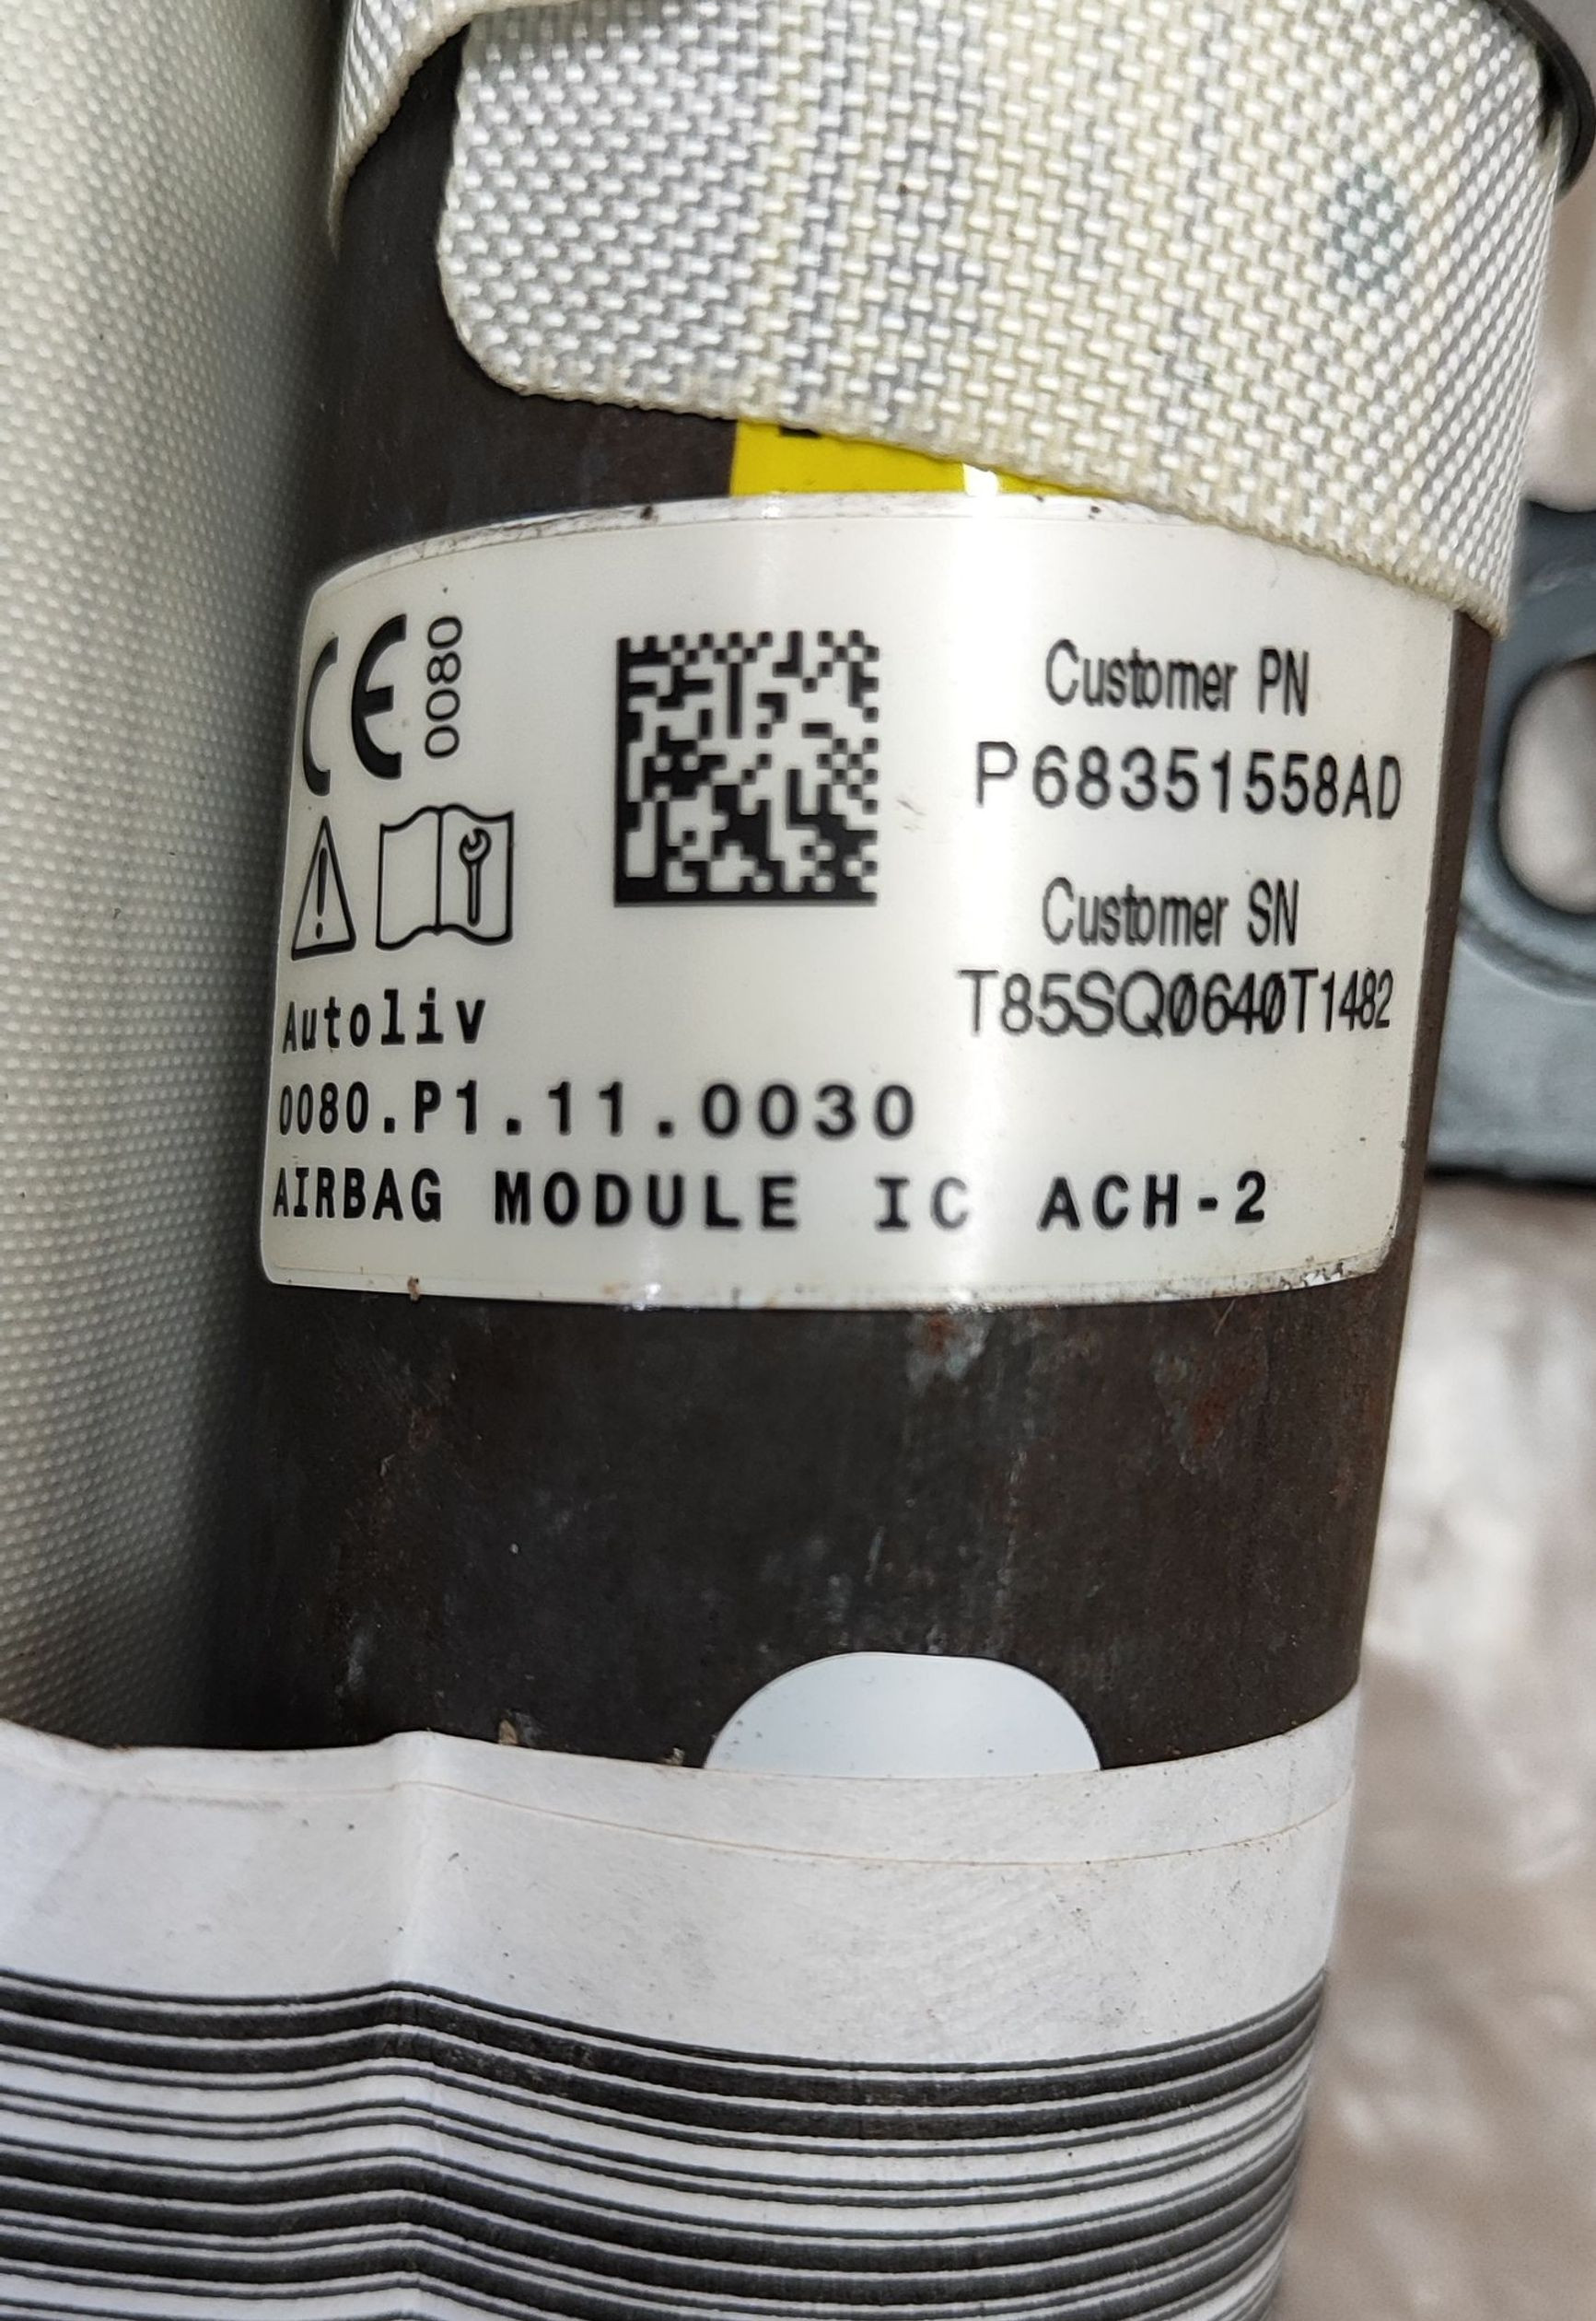 CE 0080
Customer PN
P68351558AD
Customer SN
T85SQ0640T1482
Autoliv
0080.P1.11.0030
AIRBAG MODULE IC ACH-2